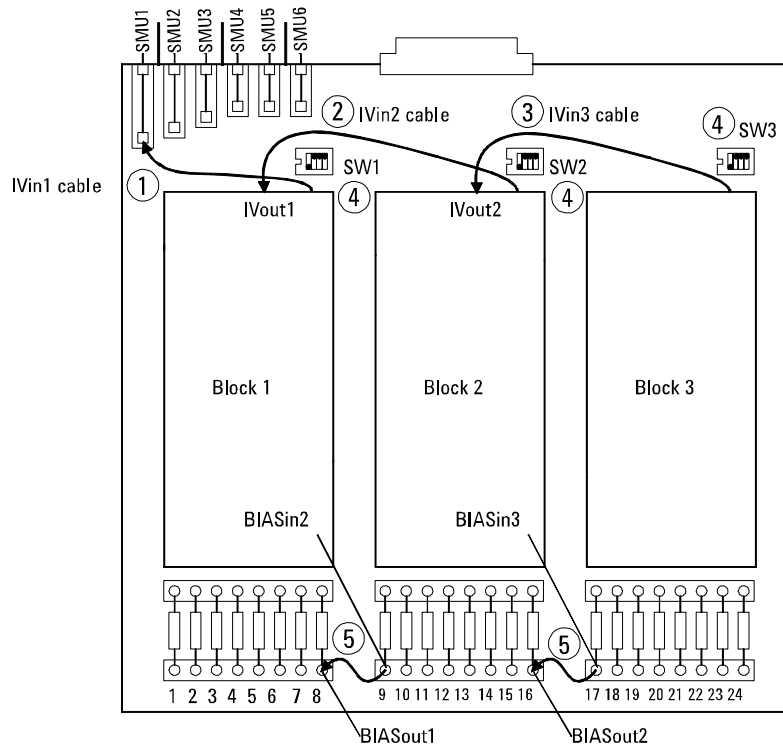 SMU1
SMU2
SMU3
SMU4
SMU5
SMU6
2 IVin2 cable
3 IVin3 cable
4 SW3
IVin1 cable
1
SW1
4
SW2
4
IVout1
IVout2
Block 1
Block 2
Block 3
BIASin2
BIASin3
5
5
1 2 3 4 5 6 7 8
9 10 11 12 13 14 15 16
17 18 19 20 21 22 23 24
BIASout1
BIASout2